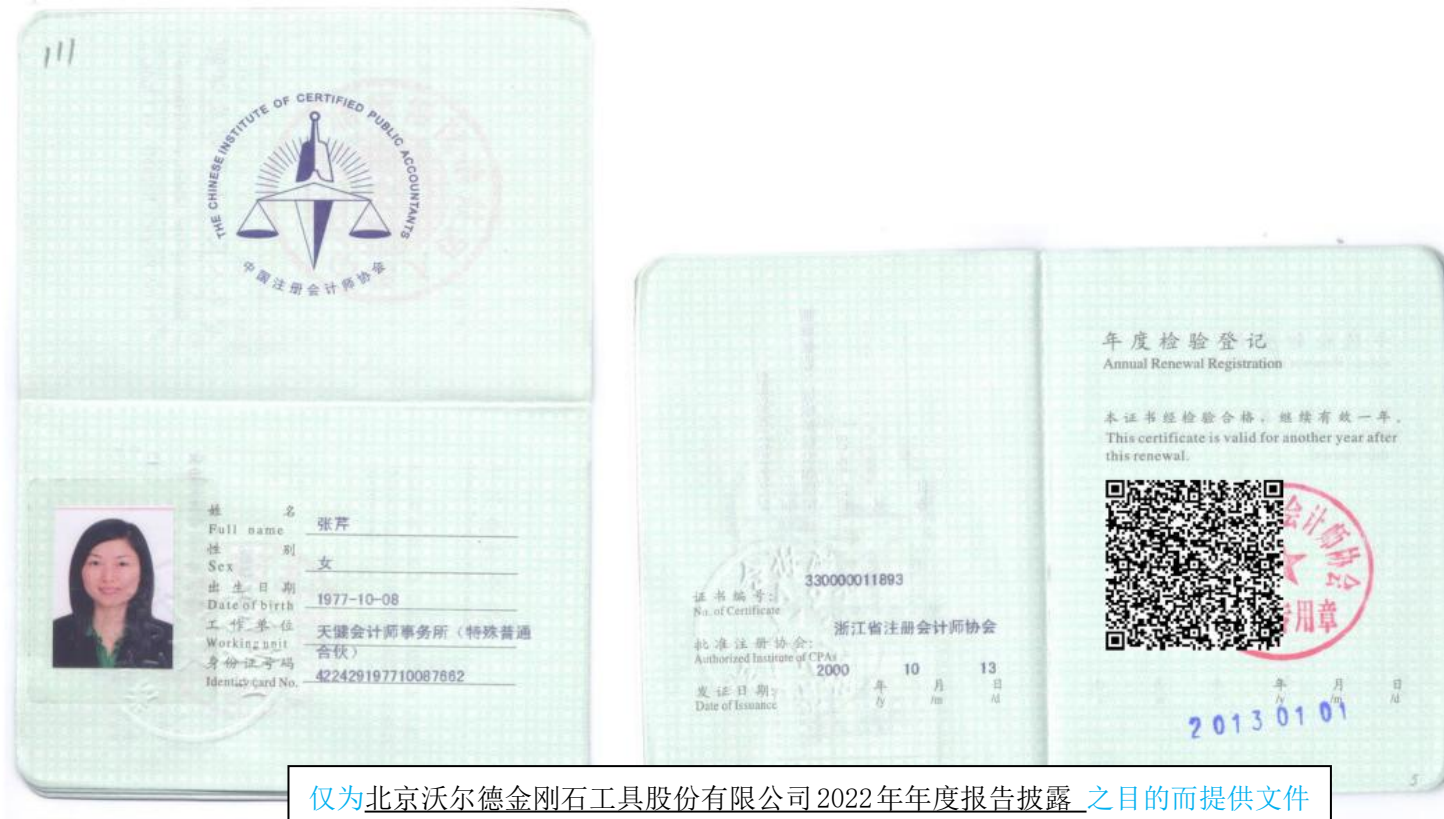 111
THE CHINESE INSTITUTE OF CERTIFIED PUBLIC ACCOUNTANTS
中国注册会计师协会
姓 名
Full name
张芹
性 别
Sex
女
出生日期
Date of birth
1977-10-08
工作单位
Working unit
天健会计师事务所（特殊普通
合伙）
身份证号码
Identity card No.
422429197710087662
330000011893
证书编号:
No. of Certificate
浙江省注册会计师协会
批准注册协会:
Authorized Institute of CPAs
2000 10 13
发证日期: 年 月 日
Date of Issuance /y /m /d
年度检验登记
Annual Renewal Registration
本证书经检验合格，继续有效一年。
This certificate is valid for another year after
this renewal.
会计师协会
专用章
年 月 日
/y /m /d
2013 01 01
5
仅为北京沃尔德金刚石工具股份有限公司2022年年度报告披露 之目的而提供文件